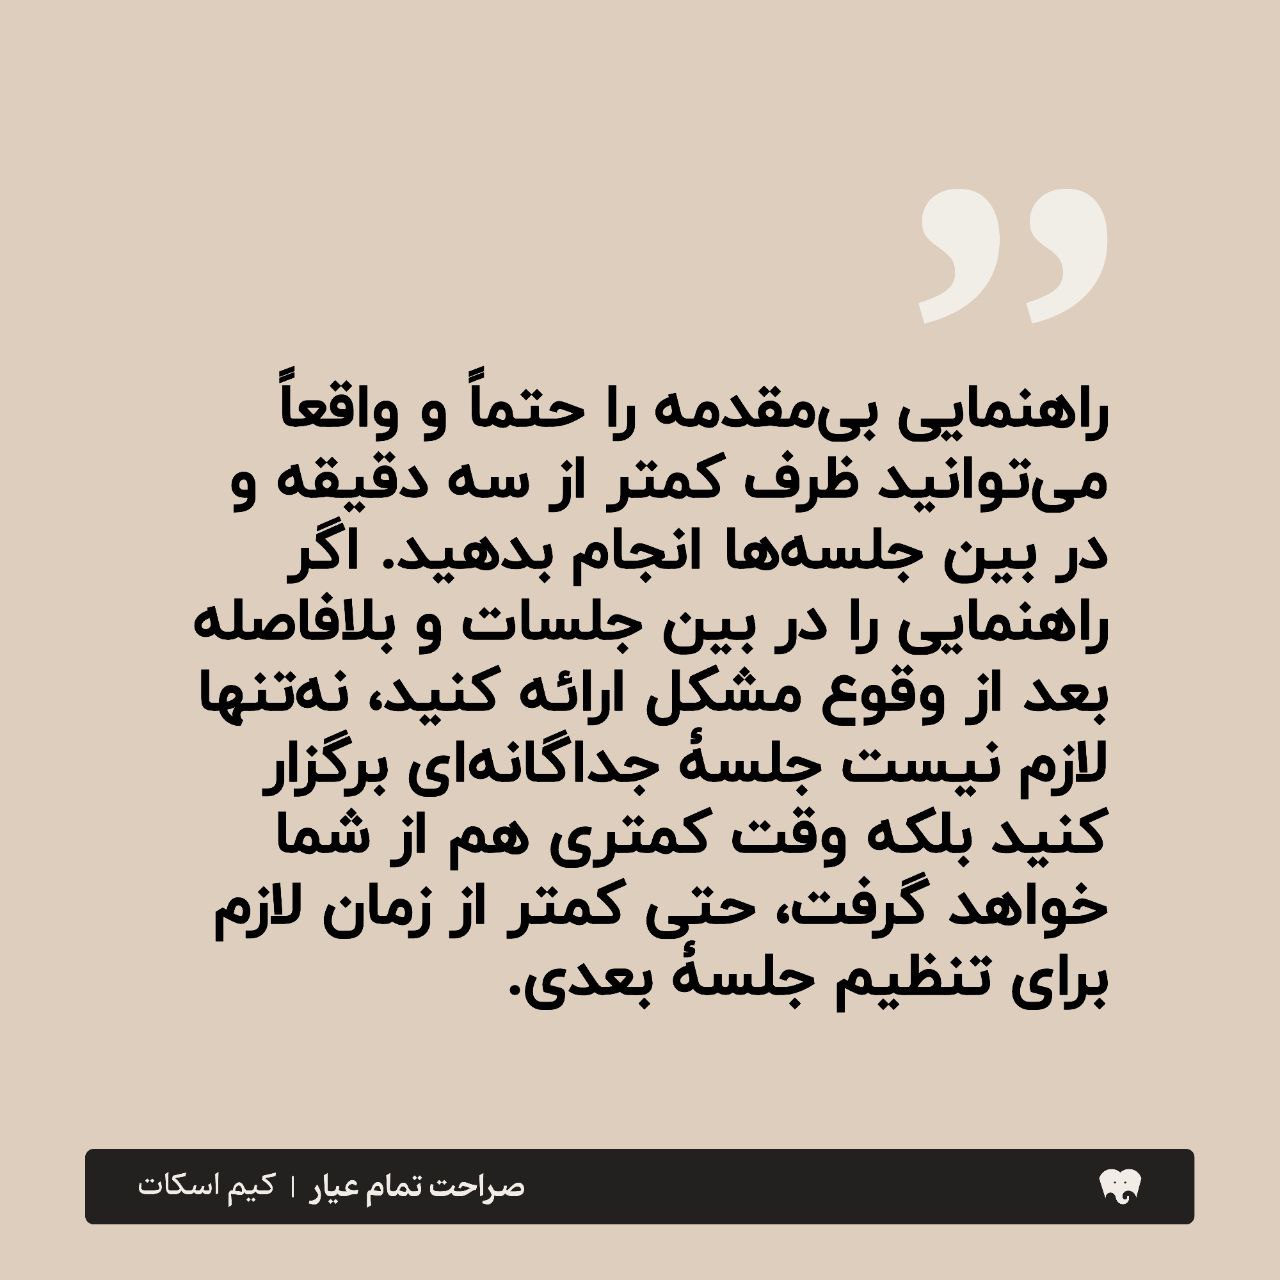 راهنمایی بی‌مقدمه را حتماً و واقعاً
می‌توانید ظرف کمتر از سه دقیقه و
در بین جلسه‌ها انجام بدهید. اگر
راهنمایی را در بین جلسات و بلافاصله
بعد از وقوع مشکل ارائه کنید، نه‌تنها
لازم نیست جلسهٔ جداگانه‌ای برگزار
کنید بلکه وقت کمتری هم از شما
خواهد گرفت، حتی کمتر از زمان لازم
برای تنظیم جلسهٔ بعدی.
صراحت تمام عیار | کیم اسکات